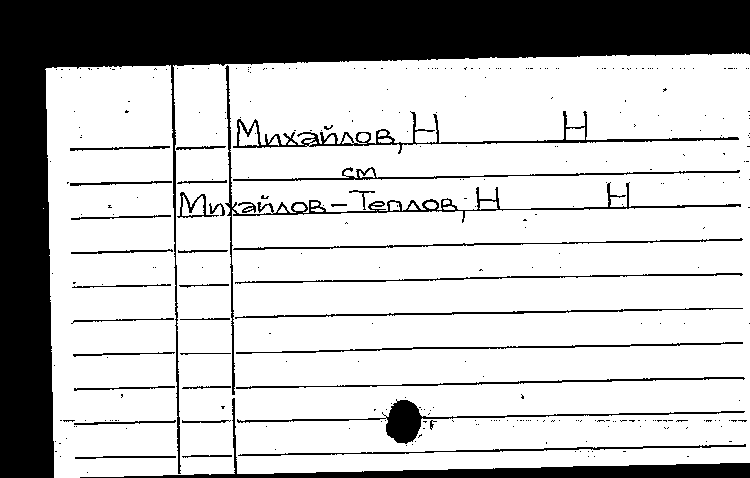 Михайлов, Н Н
см
Михайлов-Теплов, Н Н